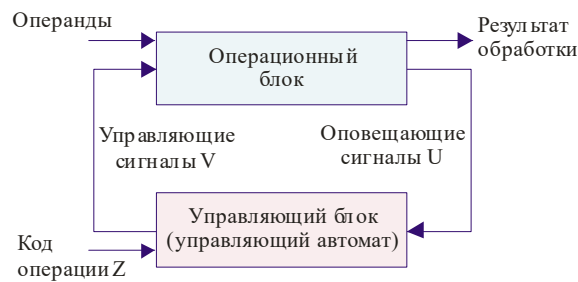 Операнды
Результат
обработки
Операционный
блок
Управляющие
сигналы V
Оповещающие
сигналы U
Управляющий блок
(управляющий автомат)
Код
операции Z